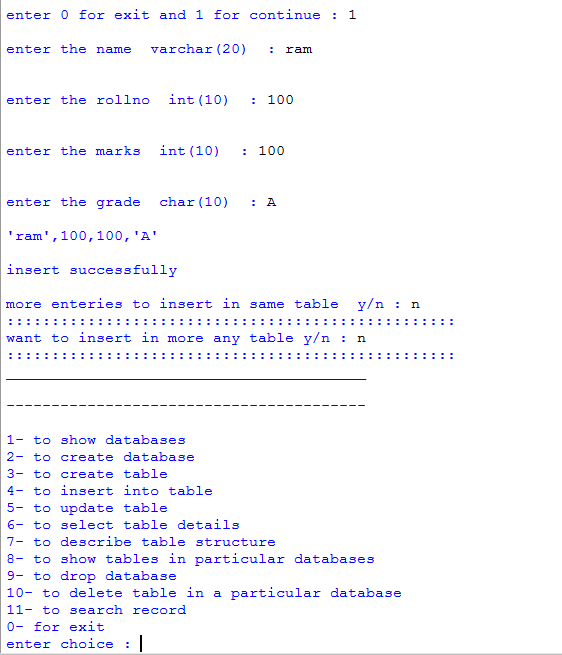 enter 0 for exit and 1 for continue : 1
enter the name  varchar(20)  : ram
enter the rollno  int(10)  : 100
enter the marks  int(10)  : 100
enter the grade  char(10)  : A
'ram',100,100,'A'
insert successfully
more enteries to insert in same table  y/n : n
::::::::::::::::::::::::::::::::::::::::::::::::::
want to insert in more any table y/n : n
::::::::::::::::::::::::::::::::::::::::::::::::::
________________________________________
----------------------------------------
1- to show databases
2- to create database
3- to create table
4- to insert into table
5- to update table
6- to select table details
7- to describe table structure
8- to show tables in particular databases
9- to drop database
10- to delete table in a particular database
11- to search record
0- for exit
enter choice :